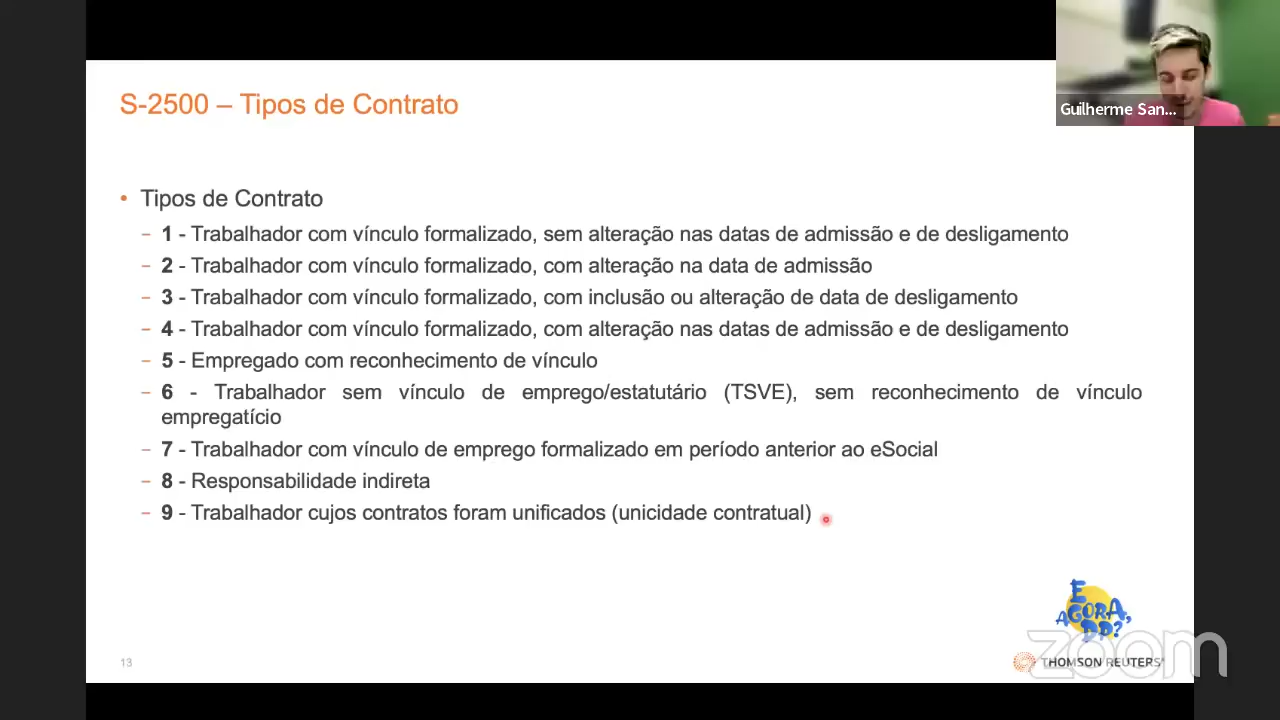 Guilherme San...
S-2500 – Tipos de Contrato
• Tipos de Contrato
– 1 - Trabalhador com vínculo formalizado, sem alteração nas datas de admissão e de desligamento
– 2 - Trabalhador com vínculo formalizado, com alteração na data de admissão
– 3 - Trabalhador com vínculo formalizado, com inclusão ou alteração de data de desligamento
– 4 - Trabalhador com vínculo formalizado, com alteração nas datas de admissão e de desligamento
– 5 - Empregado com reconhecimento de vínculo
– 6 - Trabalhador sem vínculo de emprego/estatutário (TSVE), sem reconhecimento de vínculo
empregatício
– 7 - Trabalhador com vínculo de emprego formalizado em período anterior ao eSocial
– 8 - Responsabilidade indireta
– 9 - Trabalhador cujos contratos foram unificados (unicidade contratual)
E
AGORA,
DP?
13
THOMSON REUTERS
zoom